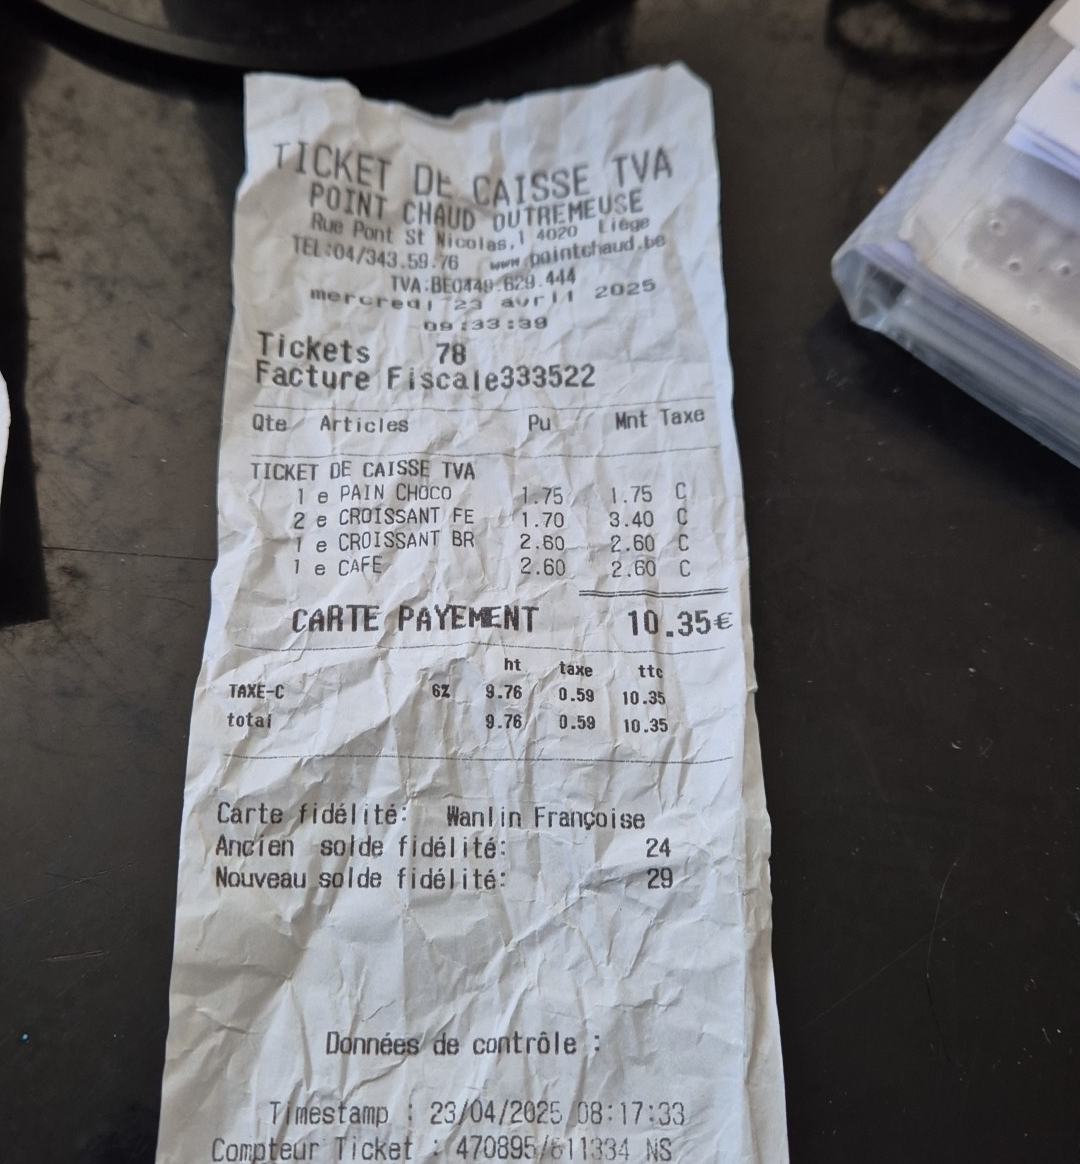 TICKET DE CAISSE TVA
POINT CHAUD OUTREMEUSE
Rue Pont St Nicolas,1 4020 Liège
TEL:04/343.59.76 www.pointchaud.be
TVA:BE0449.629.444
mercredi 23 avril 2025
09:33:39
Tickets 78
Facture Fiscale333522
Qte Articles Pu Mnt Taxe
TICKET DE CAISSE TVA
1 e PAIN CHOCO 1.75 1.75 C
2 e CROISSANT FE 1.70 3.40 C
1 e CROISSANT BR 2.60 2.60 C
1 e CAFE 2.60 2.60 C
CARTE PAYEMENT 10.35€
ht taxe ttc
TAXE-C 6% 9.76 0.59 10.35
total 9.76 0.59 10.35
Carte fidélité: Wanlin Françoise
Ancien solde fidélité: 24
Nouveau solde fidélité: 29
Données de contrôle :
Timestamp : 23/04/2025 08:17:33
Compteur Ticket : 470895/611334 NS